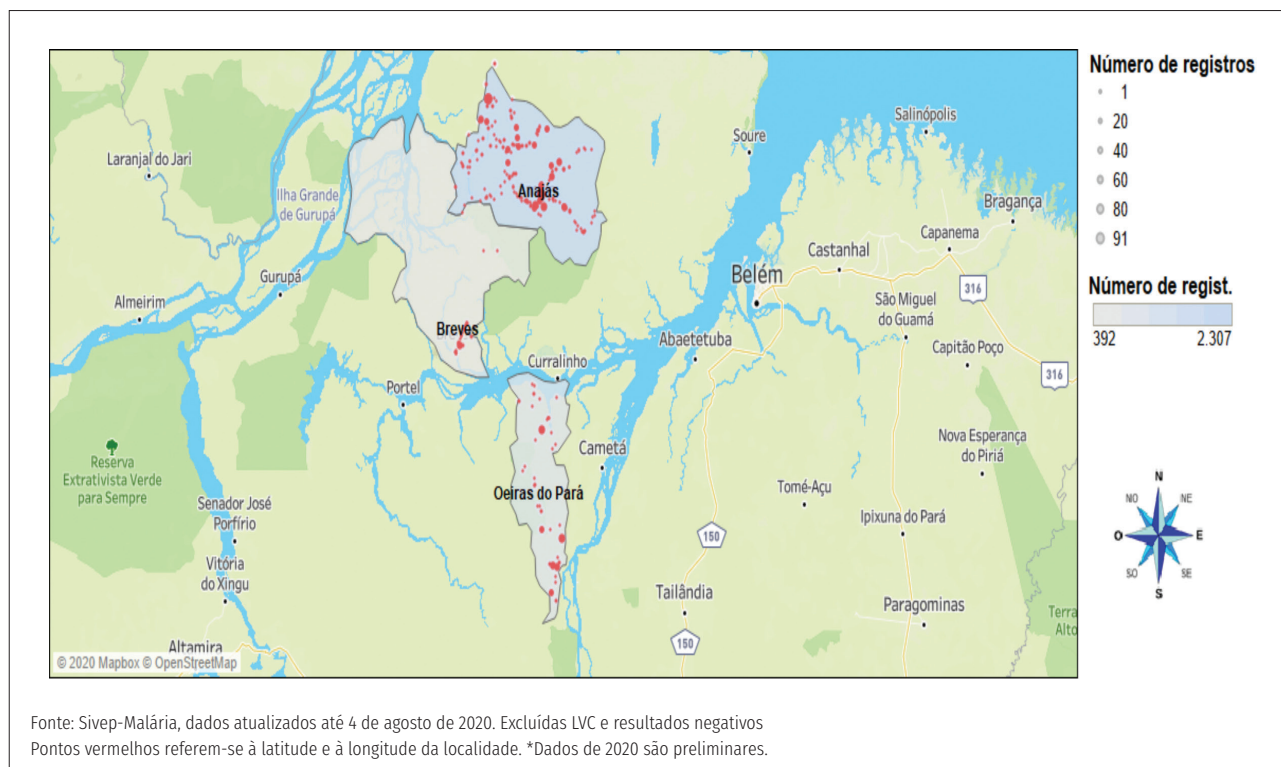 Número de registros
1
20
40
60
80
91
Número de regist.
392 2.307
Salinópolis
Soure
Laranjal do Jari
Ilha Grande
de Gurupá
Anajás
Bragança
Capanema
Castanhal
Belém
Gurupá
316
Almeirim
São Miguel
do Guamá
Breves
Abaetetuba
Capitão Poço
Curralinho
316
Portel
Nova Esperança
do Piriá
Cametá
Reserva
Extrativista Verde
para Sempre
Oeiras do Pará
Tomé-Açu
Senador José
Porfírio
Ipixuna do Pará
150
Vitória
do Xingu
Tailândia
Paragominas
Terra
Alto
150
Altamira
© 2020 Mapbox © OpenStreetMap
N
NO NE
O E
SO SE
S
Fonte: Sivep-Malária, dados atualizados até 4 de agosto de 2020. Excluídas LVC e resultados negativos
Pontos vermelhos referem-se à latitude e à longitude da localidade. *Dados de 2020 são preliminares.